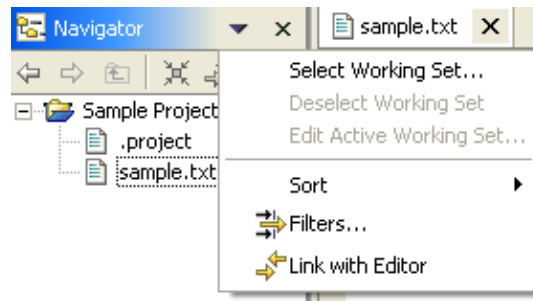 Navigator
sample.txt
Select Working Set...
Deselect Working Set
Edit Active Working Set...
Sample Project
.project
sample.txt
Sort
Filters...
Link with Editor